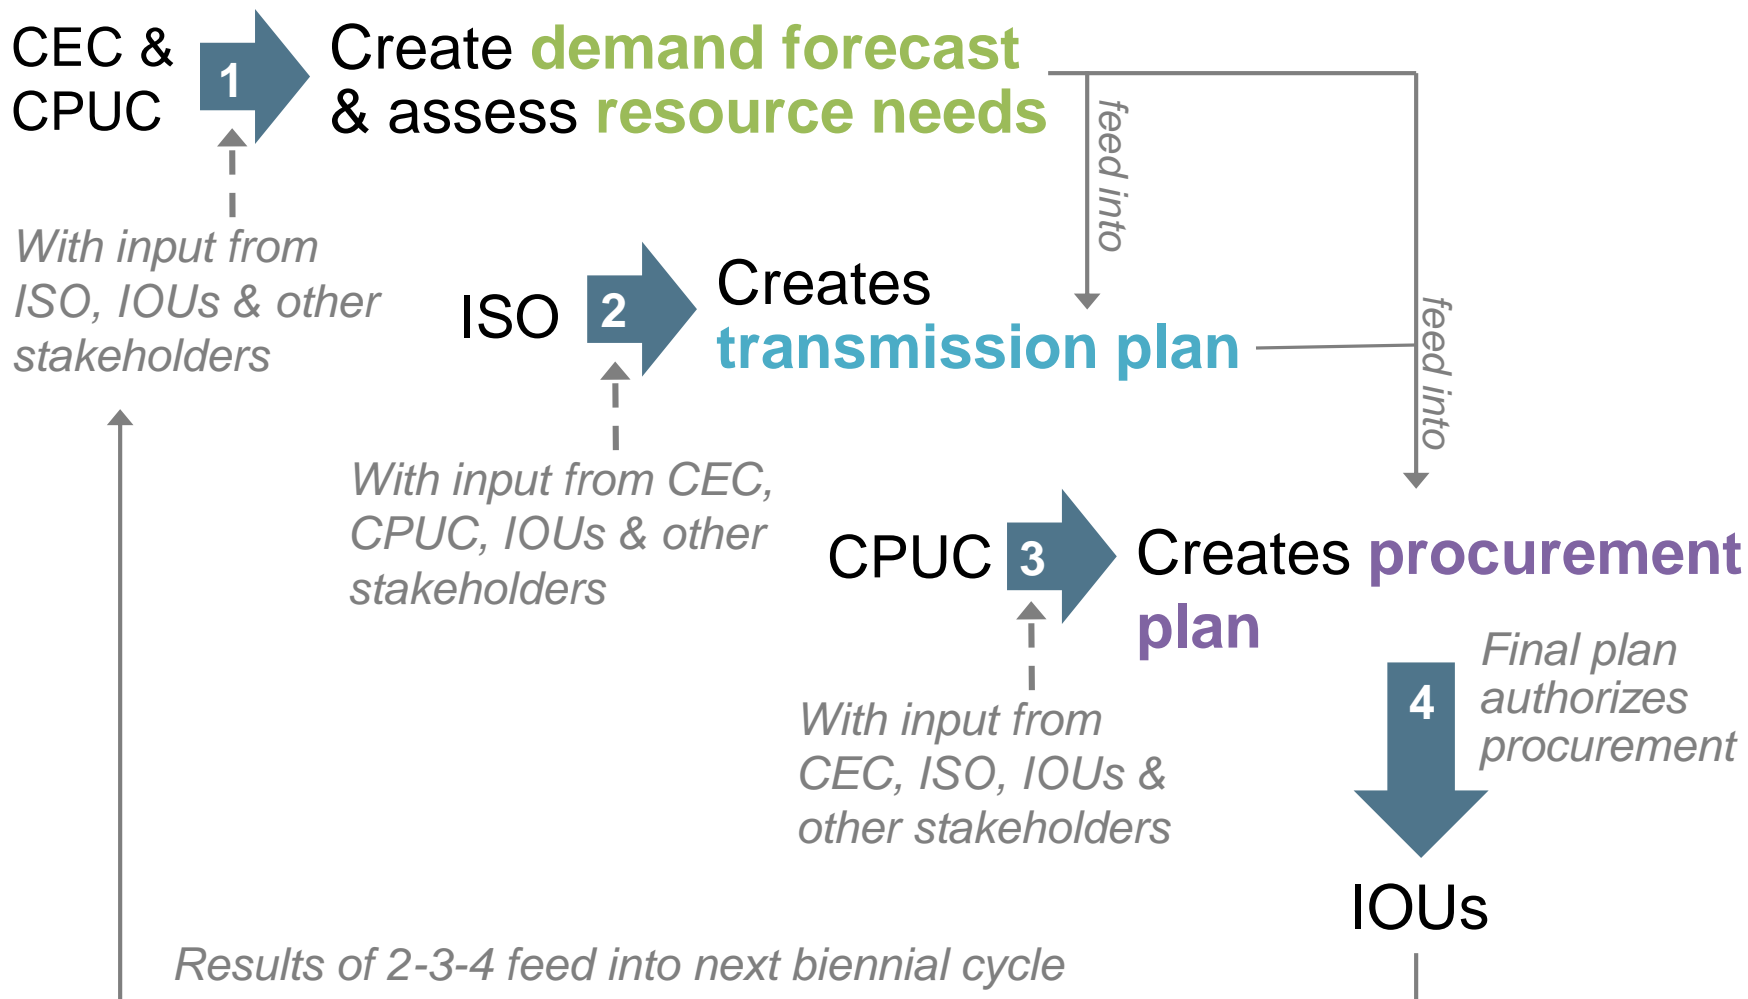 CEC &
CPUC
1
Create demand forecast
& assess resource needs
feed into
With input from
ISO, IOUs & other
stakeholders
ISO
2
Creates
transmission plan
feed into
With input from CEC,
CPUC, IOUs & other
stakeholders
CPUC
3
Creates procurement
plan
With input from
CEC, ISO, IOUs &
other stakeholders
4
Final plan
authorizes
procurement
IOUs
Results of 2-3-4 feed into next biennial cycle